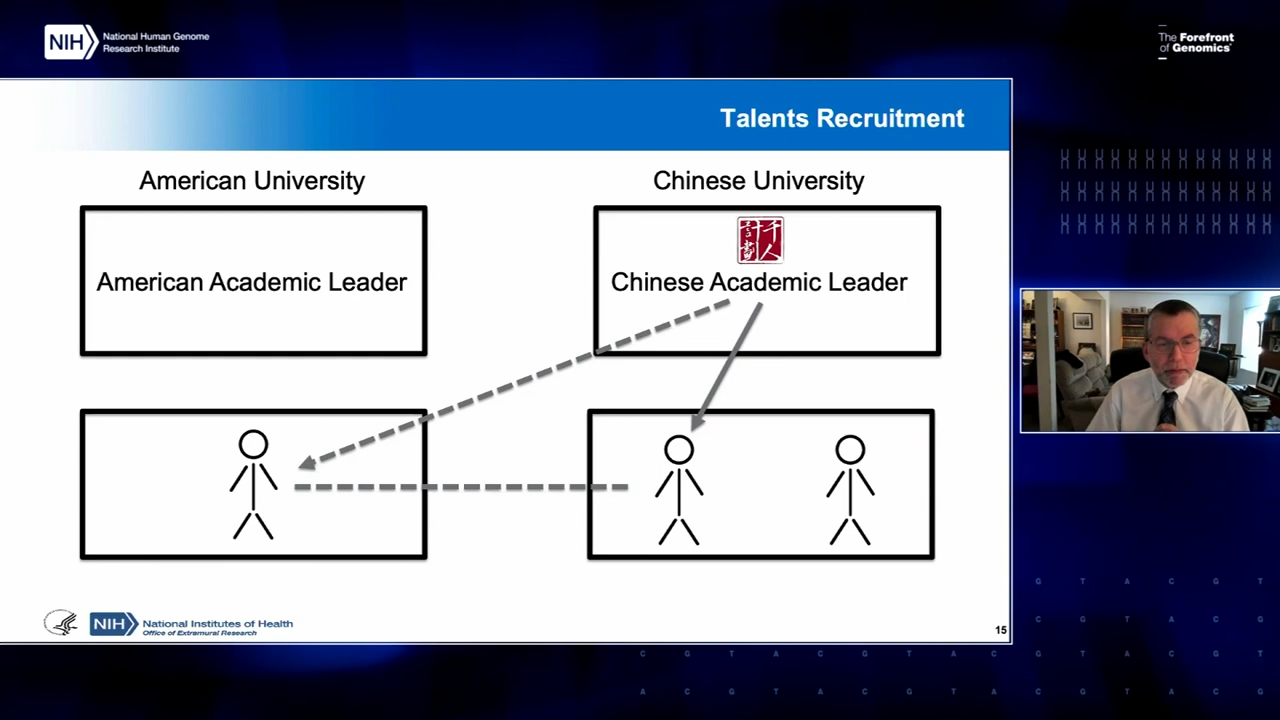 NIH
National Human Genome
Research Institute
The Forefront
of Genomics
Talents Recruitment
American University
Chinese University
千人
計畫
American Academic Leader
Chinese Academic Leader
NIH
National Institutes of Health
Office of Extramural Research
15
G T A C G T
C G T A C G
C G T A C G T A C G T A C G T
A C G T A C G T A C G T A C G